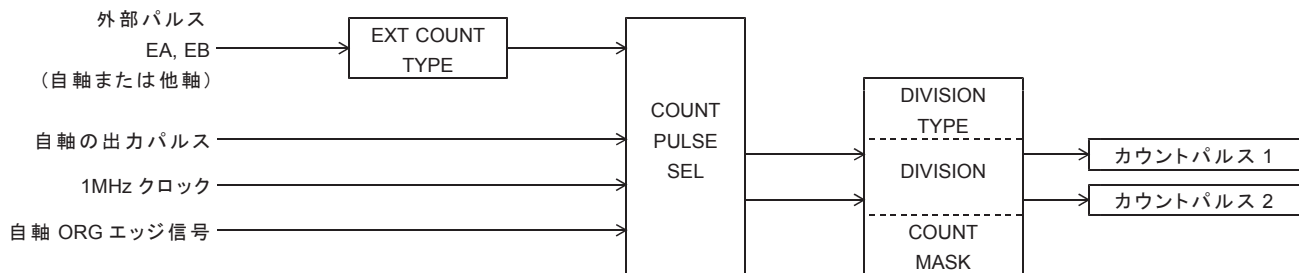 外部パルス
EA, EB
(自軸または他軸)
EXT COUNT
TYPE
自軸の出力パルス
1MHz クロック
自軸 ORG エッジ信号
COUNT
PULSE
SEL
DIVISION
TYPE
DIVISION
COUNT
MASK
カウントパルス 1
カウントパルス 2